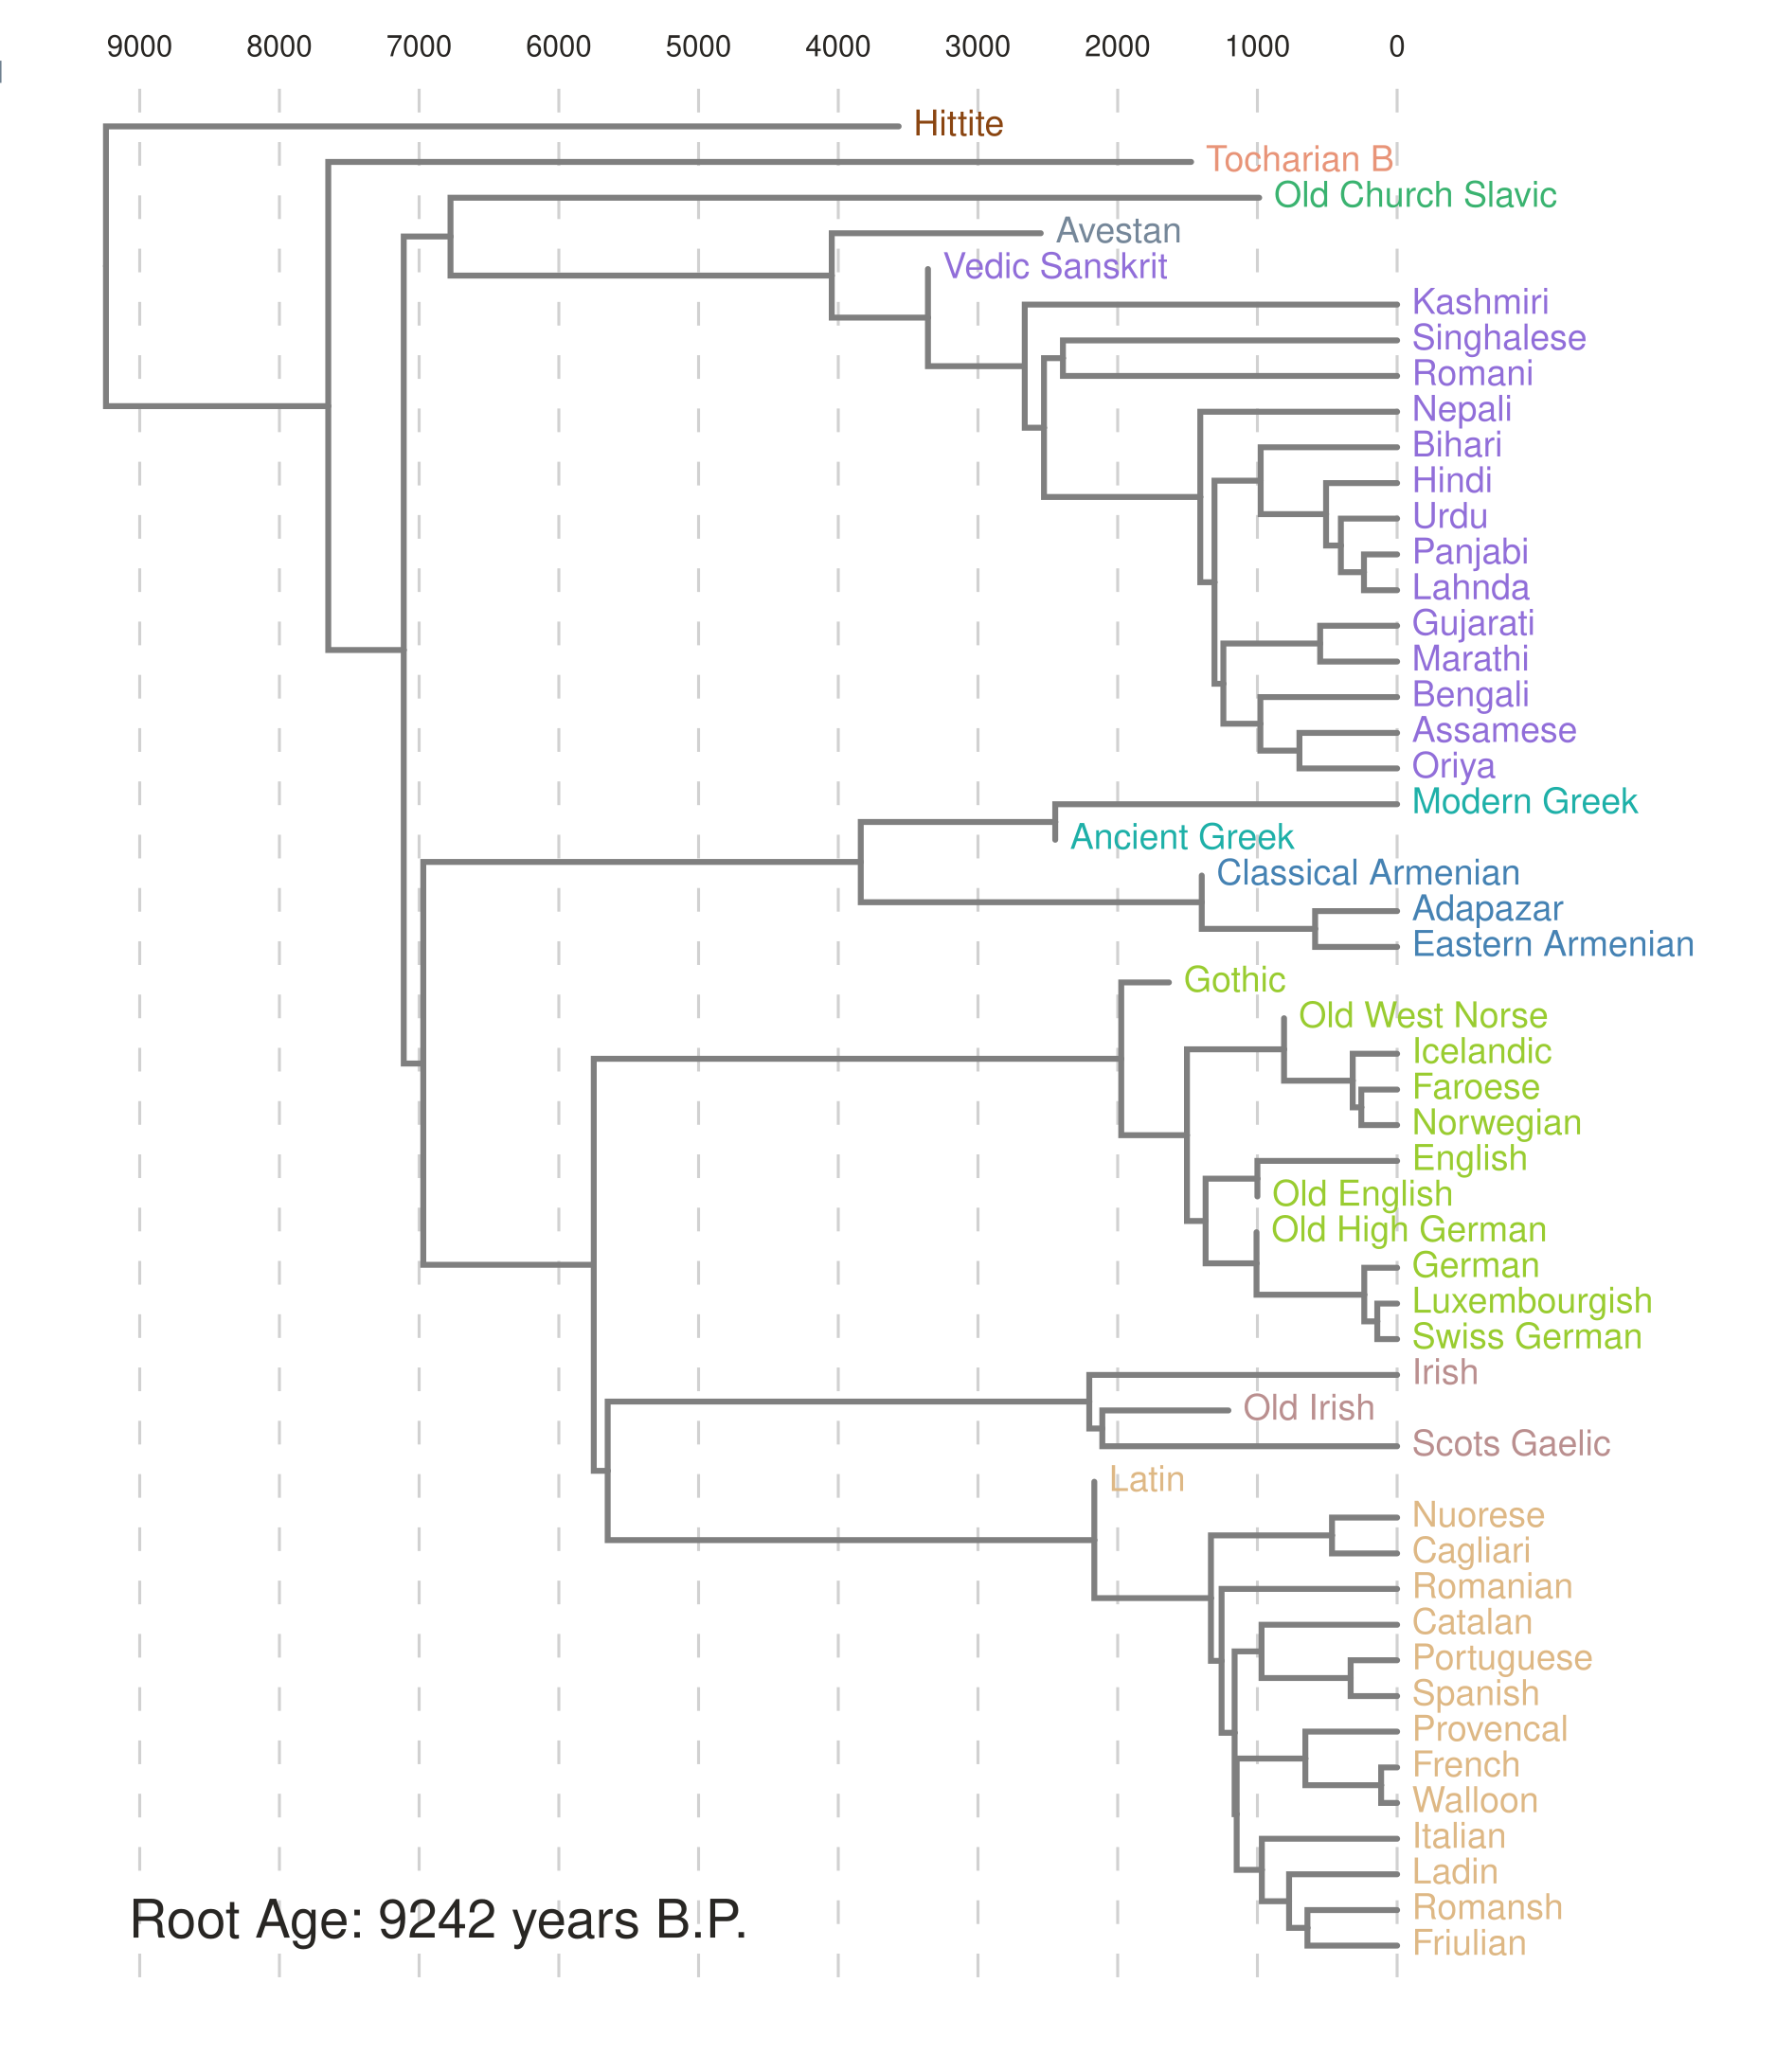 9000 8000 7000 6000 5000 4000 3000 2000 1000 0
Hittite
Tocharian B
Old Church Slavic
Avestan
Vedic Sanskrit
Kashmiri
Singhalese
Romani
Nepali
Bihari
Hindi
Urdu
Panjabi
Lahnda
Gujarati
Marathi
Bengali
Assamese
Oriya
Modern Greek
Ancient Greek
Classical Armenian
Adapazar
Eastern Armenian
Gothic
Old West Norse
Icelandic
Faroese
Norwegian
English
Old English
Old High German
German
Luxembourgish
Swiss German
Irish
Old Irish
Scots Gaelic
Latin
Nuorese
Cagliari
Romanian
Catalan
Portuguese
Spanish
Provencal
French
Walloon
Italian
Ladin
Romansh
Friulian
Root Age: 9242 years B.P.